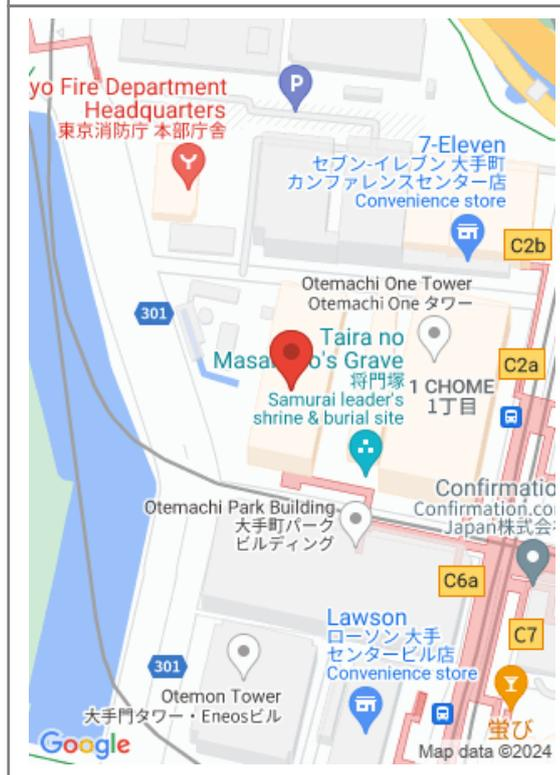 yo Fire Department
Headquarters
東京消防庁 本部庁舎
P
7-Eleven
セブン-イレブン 大手町
カンファレンスセンター店
Convenience store
C2b
Otemachi One Tower
Otemachi One タワー
301
Taira no
Masa o's Grave
将門塚
Samurai leader's
shrine & burial site
1 CHOME
1丁目
C2a
Otemachi Park Building
大手町パーク
ビルディング
Confirmatio
Confirmation.co
Japan株式会
C6a
C7
Lawson
ローソン 大手
センタービル店
Convenience store
301
Otemon Tower
大手門タワー・Eneosビル
蛍び
Google
Map data ©2024